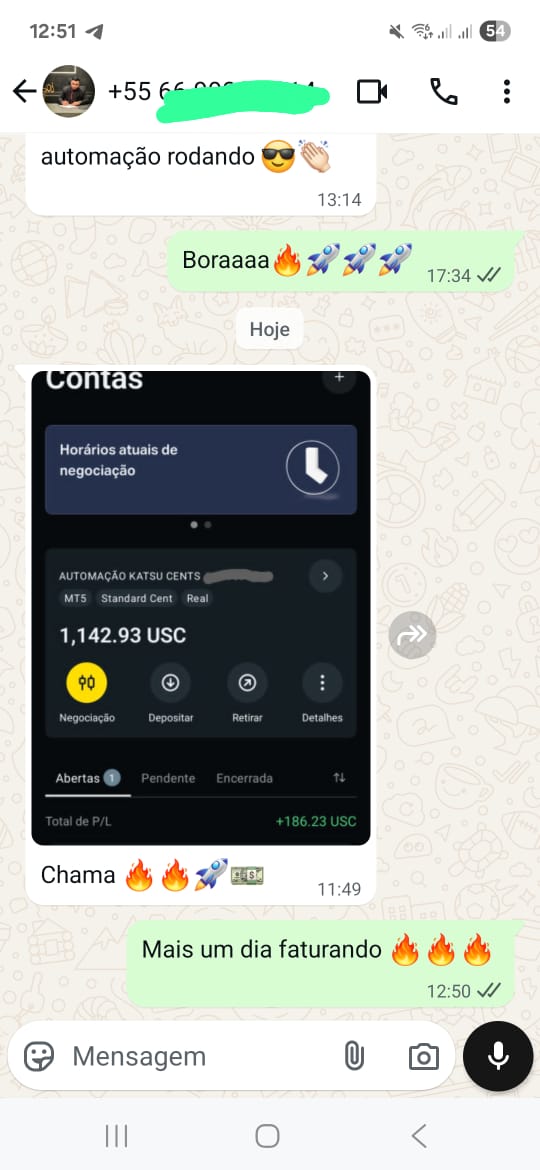 12:51
54
+55 66
automação rodando 😎👏🏻
13:14
Boraaaa🔥🚀🚀🚀
17:34
Hoje
Contas
Horários atuais de
negociação
AUTOMAÇÃO KATSU CENTS
MT5 Standard Cent Real
1,142.93 USC
Negociação Depositar Retirar Detalhes
Abertas 1 Pendente Encerrada
Total de P/L +186.23 USC
Chama 🔥🔥🚀💵
11:49
Mais um dia faturando 🔥🔥🔥
12:50
Mensagem